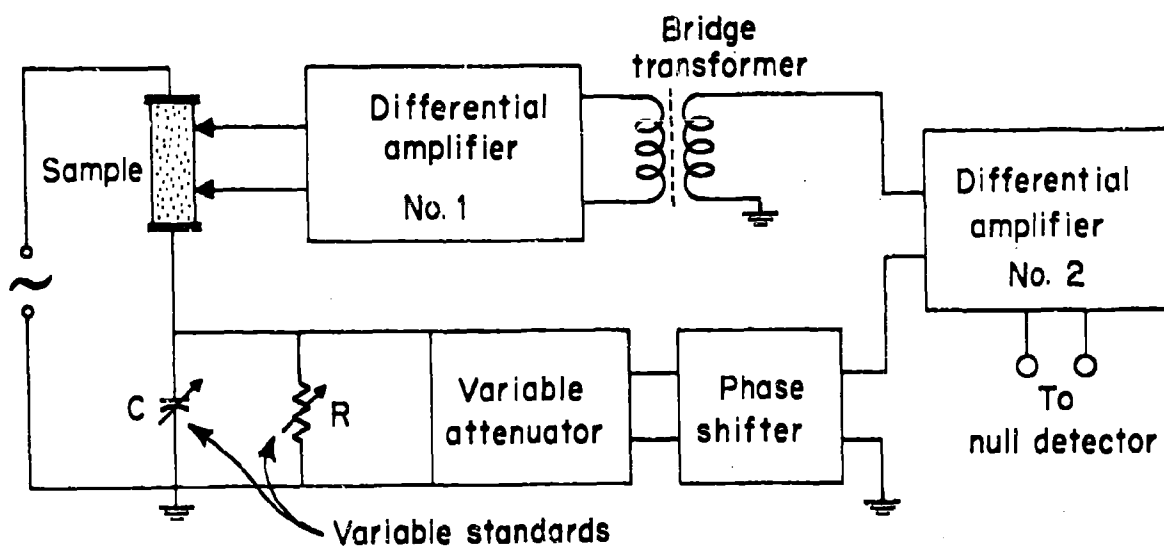 Bridge
transformer
Differential
amplifier
No. 1
Sample
Differential
amplifier
No. 2
~
C
R
Variable
attenuator
Phase
shifter
To
null detector
Variable standards